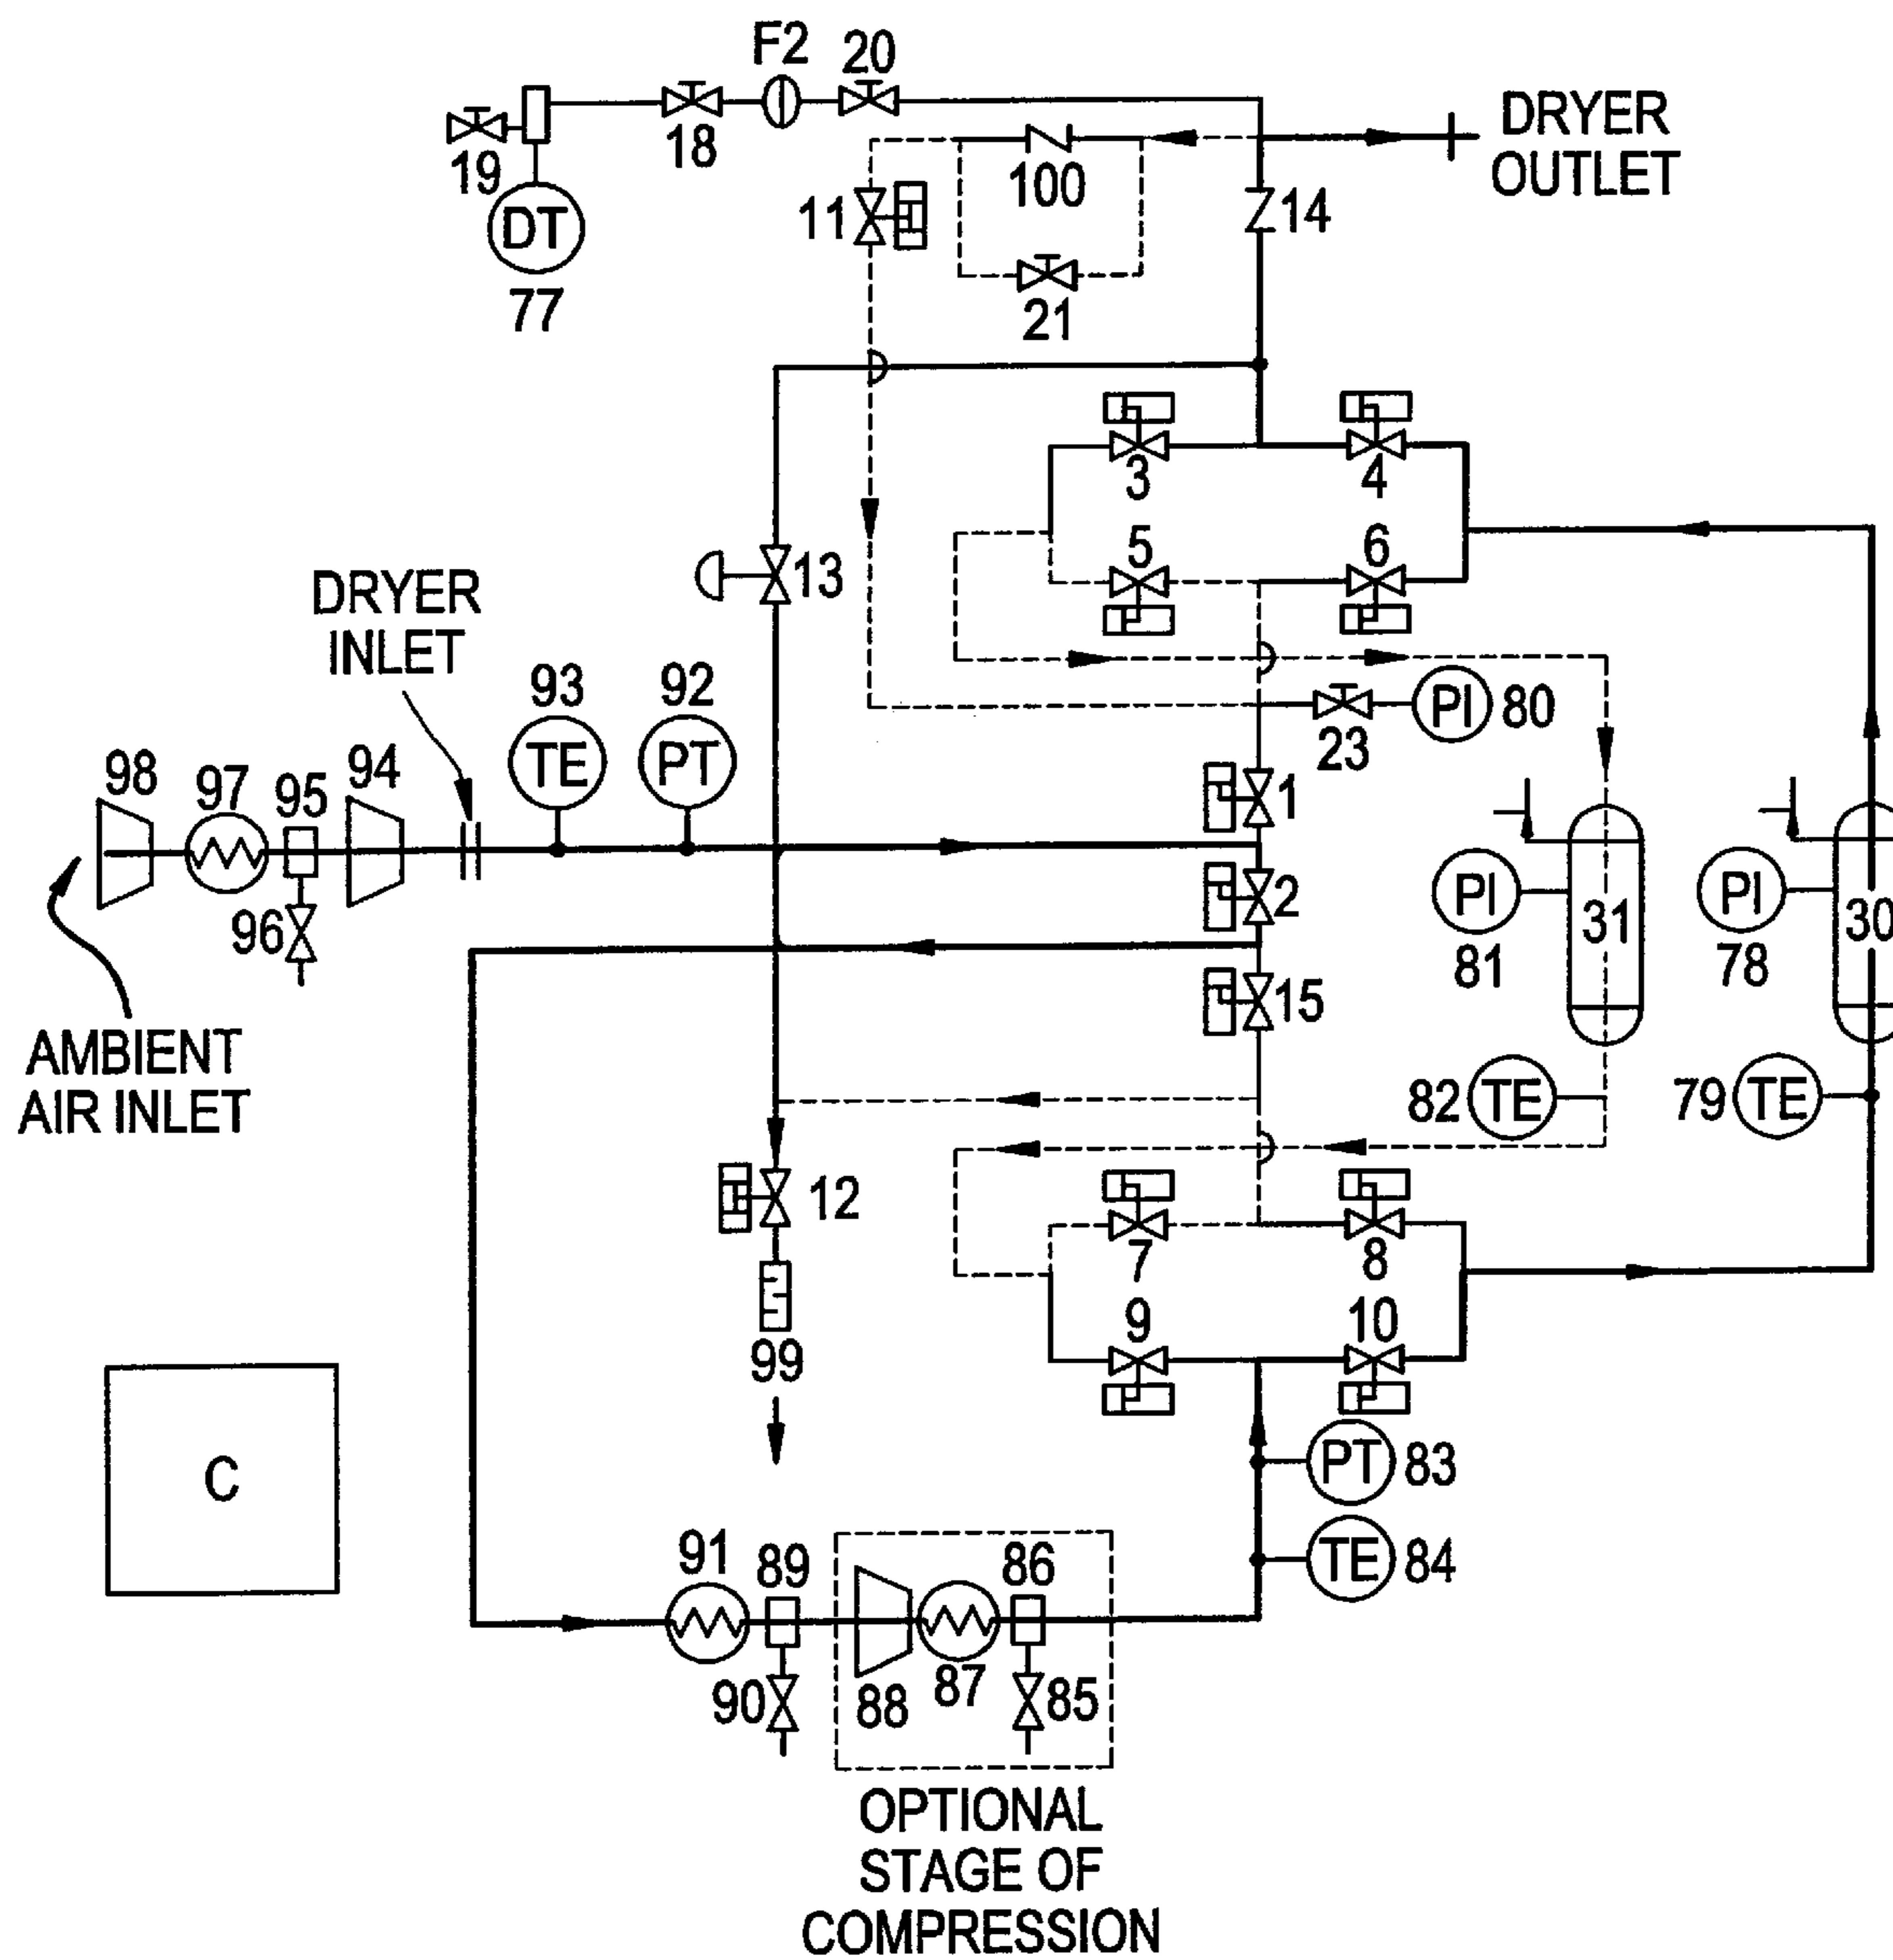 F2
20
18
19
DT
77
100
11
21
14
DRYER
OUTLET
3
4
5
6
13
DRYER
INLET
93
TE
92
PT
PI
80
23
98
97
95
94
96
1
2
15
PI
81
31
PI
78
30
AMBIENT
AIR INLET
82
TE
79
TE
12
7
8
9
10
99
C
PT
83
TE
84
91
89
90
88
87
86
85
OPTIONAL
STAGE OF
COMPRESSION